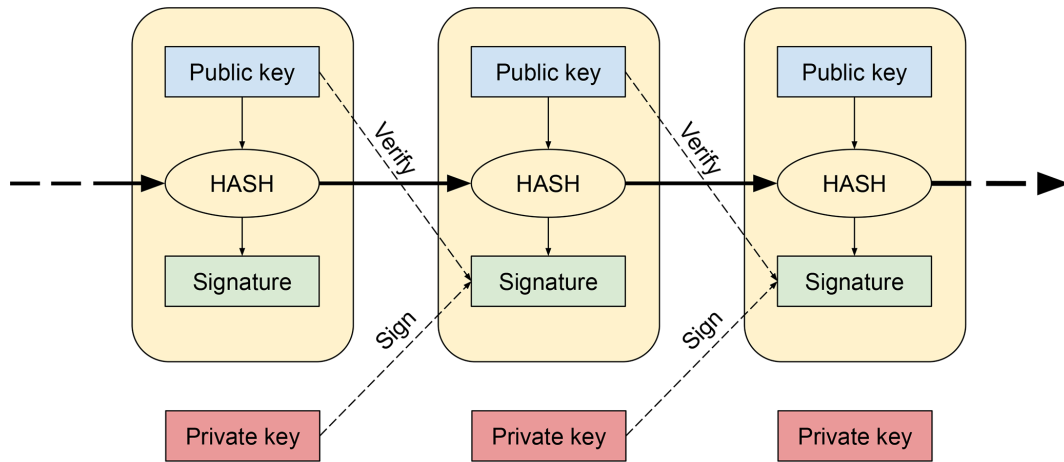 Public key
Public key
Public key
Verify
Verify
HASH
HASH
HASH
Signature
Signature
Signature
Sign
Sign
Private key
Private key
Private key